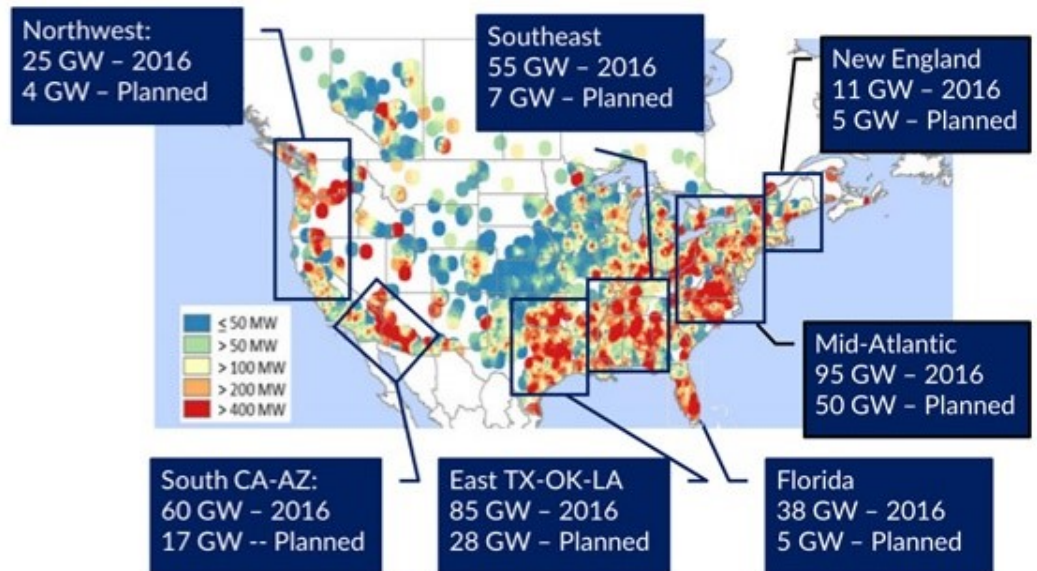 Northwest:
25 GW – 2016
4 GW – Planned
Southeast
55 GW – 2016
7 GW – Planned
New England
11 GW – 2016
5 GW – Planned
≤ 50 MW
> 50 MW
> 100 MW
> 200 MW
> 400 MW
Mid-Atlantic
95 GW – 2016
50 GW – Planned
South CA-AZ:
60 GW – 2016
17 GW -- Planned
East TX-OK-LA
85 GW – 2016
28 GW – Planned
Florida
38 GW – 2016
5 GW – Planned